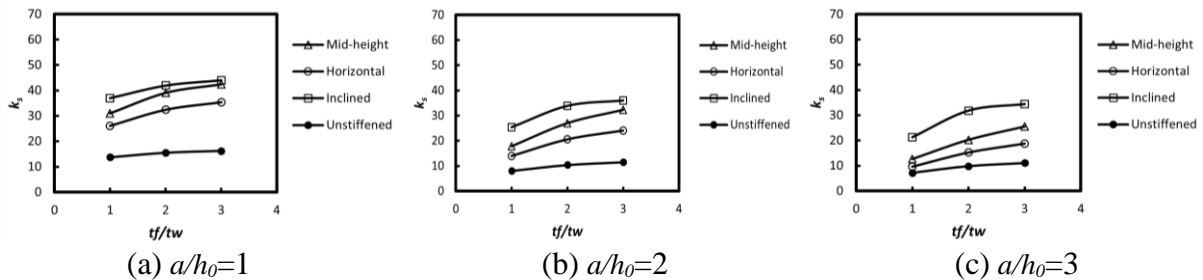 70
60
50
40
30
20
10
0
k_s
0 1 2 3 4
tf/tw
Mid-height
Horizontal
Inclined
Unstiffened
(a) a/h₀=1
70
60
50
40
30
20
10
0
k_s
0 1 2 3 4
tf/tw
Mid-height
Horizontal
Inclined
Unstiffened
(b) a/h₀=2
70
60
50
40
30
20
10
0
k_s
0 1 2 3 4
tf/tw
Mid-height
Horizontal
Inclined
Unstiffened
(c) a/h₀=3